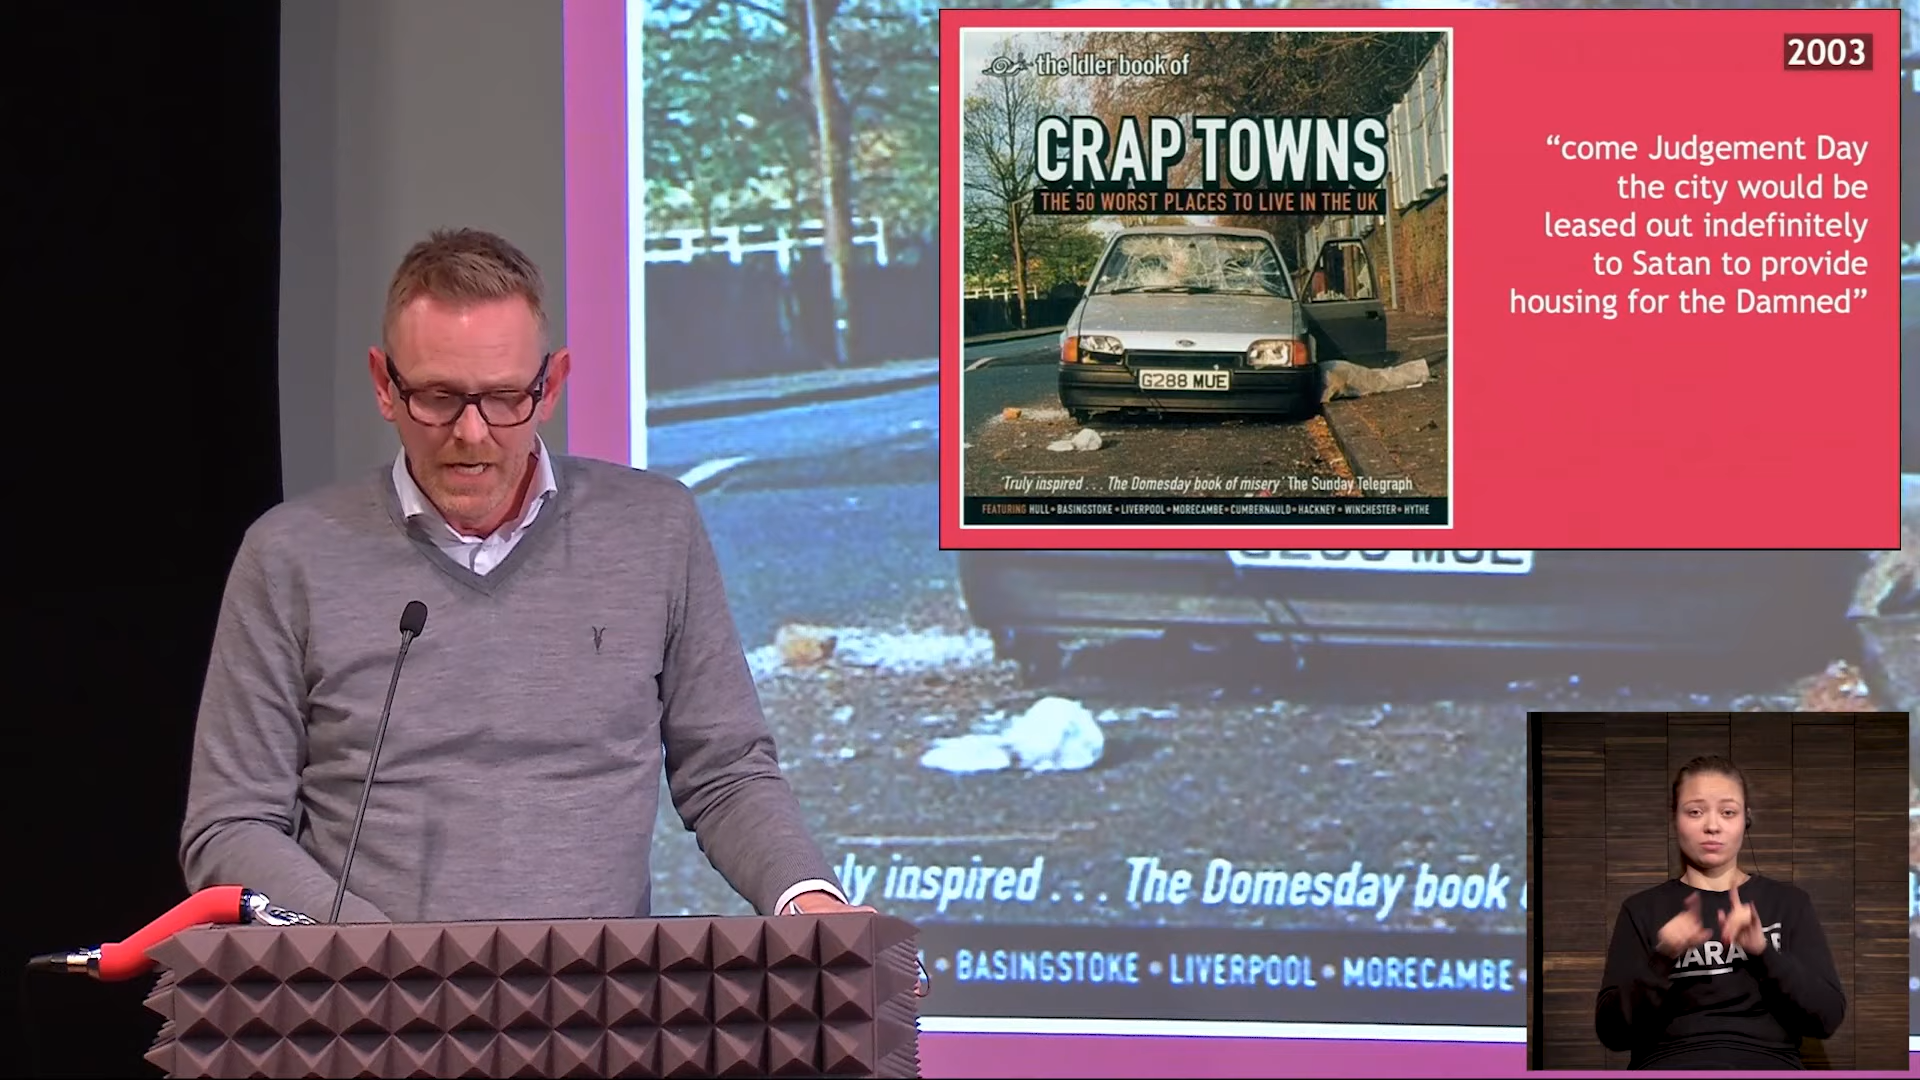 the Idler book of
CRAP TOWNS
THE 50 WORST PLACES TO LIVE IN THE UK
G288 MUE
'Truly inspired . . . The Domesday book of misery' The Sunday Telegraph
FEATURING HULL • BASINGSTOKE • LIVERPOOL • MORECAMBE • CUMBERNAULD • HACKNEY • WINCHESTER • HYTHE
2003
“come Judgement Day
the city would be
leased out indefinitely
to Satan to provide
housing for the Damned”
inspired . . . The Domesday book
• BASINGSTOKE • LIVERPOOL • MORECAMBE •